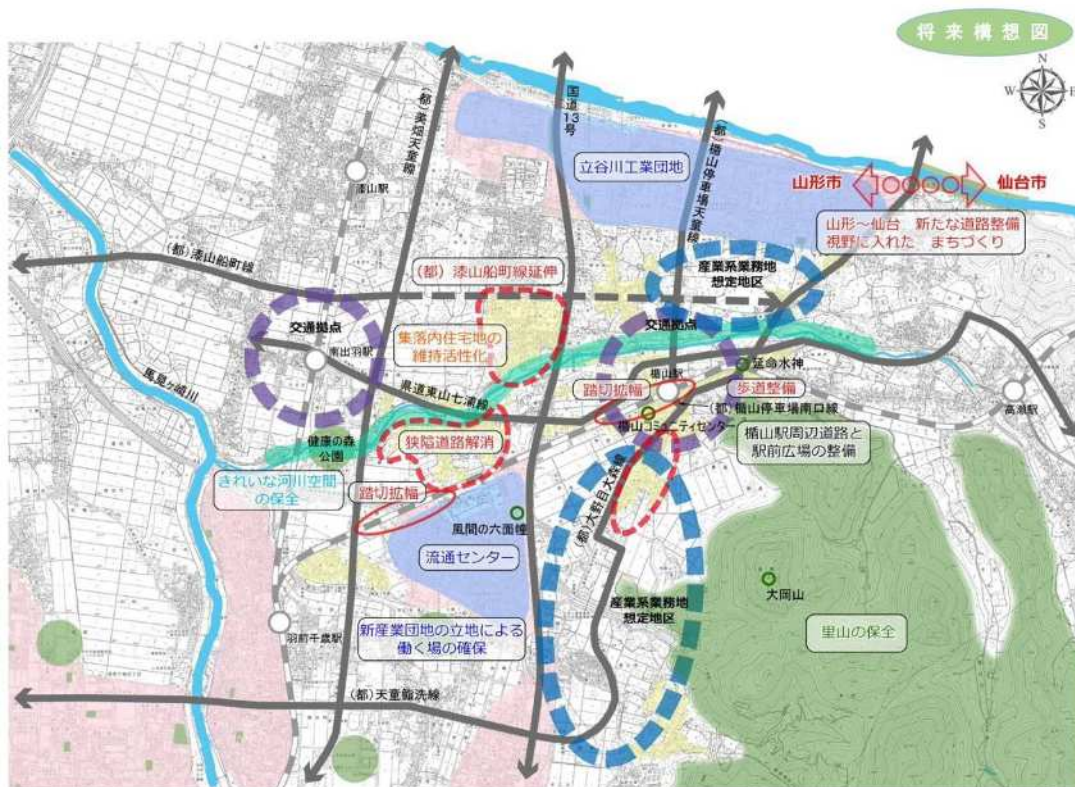 将来構想図
N
W
E
S
(都)美畑天童線
国道13号
(都)楯山停車場天童線
立谷川工業団地
漆山駅
山形市
仙台市
山形～仙台 新たな道路整備
視野に入れた まちづくり
(都)漆山船町線
(都)漆山船町線延伸
産業系業務地
想定地区
交通拠点
南出羽駅
集落内住宅地の
維持活性化
交通拠点
楯山駅
延命水神
馬見ヶ崎川
県道東山七浦線
踏切拡幅
歩道整備
(都)楯山停車場南口線
楯山コミュニティセンター
高瀬駅
健康の森
公園
狭隘道路解消
楯山駅周辺道路と
駅前広場の整備
きれいな河川空間
の保全
踏切拡幅
(都)大野目大森線
風間の六面幢
流通センター
大岡山
産業系業務地
想定地区
羽前千歳駅
新産業団地の立地による
働く場の確保
里山の保全
(都)天童鮨洗線